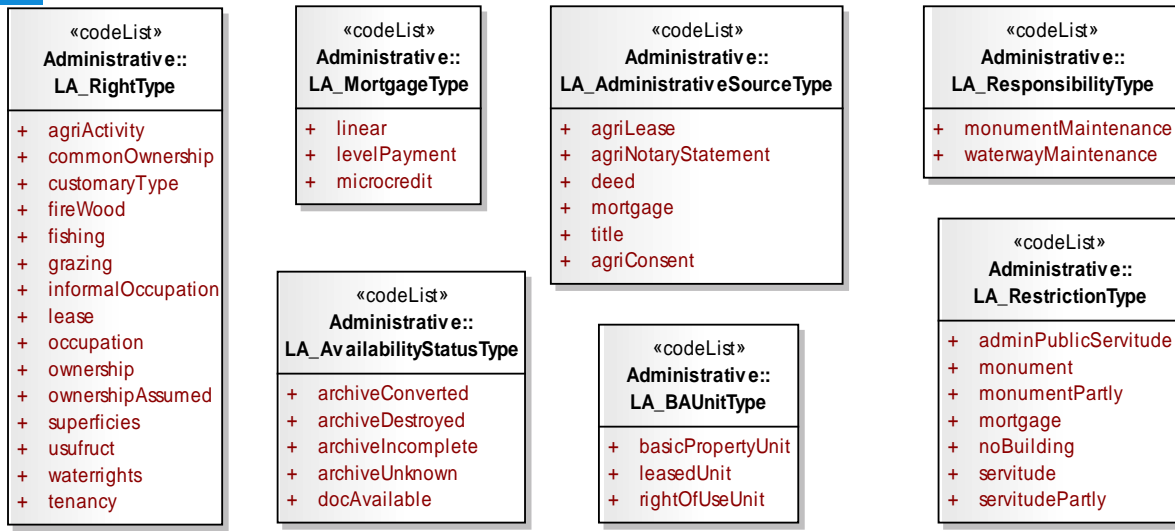 «codeList»
Administrative::
LA_RightType
+ agriActivity
+ commonOwnership
+ customaryType
+ fireWood
+ fishing
+ grazing
+ informalOccupation
+ lease
+ occupation
+ ownership
+ ownershipAssumed
+ superficies
+ usufruct
+ waterrights
+ tenancy
«codeList»
Administrative::
LA_MortgageType
+ linear
+ levelPayment
+ microcredit
«codeList»
Administrative::
LA_AvailabilityStatusType
+ archiveConverted
+ archiveDestroyed
+ archiveIncomplete
+ archiveUnknown
+ docAvailable
«codeList»
Administrative::
LA_AdministrativeSourceType
+ agriLease
+ agriNotaryStatement
+ deed
+ mortgage
+ title
+ agriConsent
«codeList»
Administrative::
LA_BAUnitType
+ basicPropertyUnit
+ leasedUnit
+ rightOfUseUnit
«codeList»
Administrative::
LA_ResponsibilityType
+ monumentMaintenance
+ waterwayMaintenance
«codeList»
Administrative::
LA_RestrictionType
+ adminPublicServitude
+ monument
+ monumentPartly
+ mortgage
+ noBuilding
+ servitude
+ servitudePartly